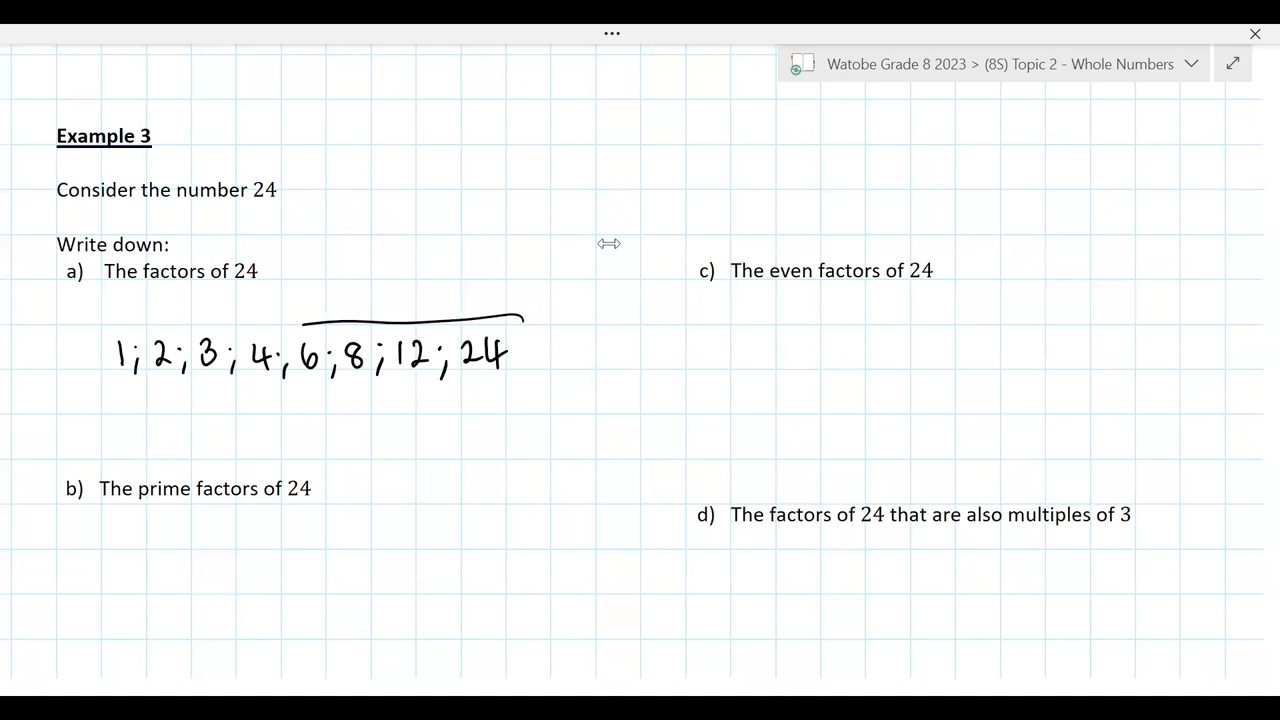 Watobe Grade 8 2023 > (8S) Topic 2 - Whole Numbers
Example 3
Consider the number 24
Write down:
a) The factors of 24
1; 2; 3; 4; 6; 8; 12; 24
b) The prime factors of 24
c) The even factors of 24
d) The factors of 24 that are also multiples of 3